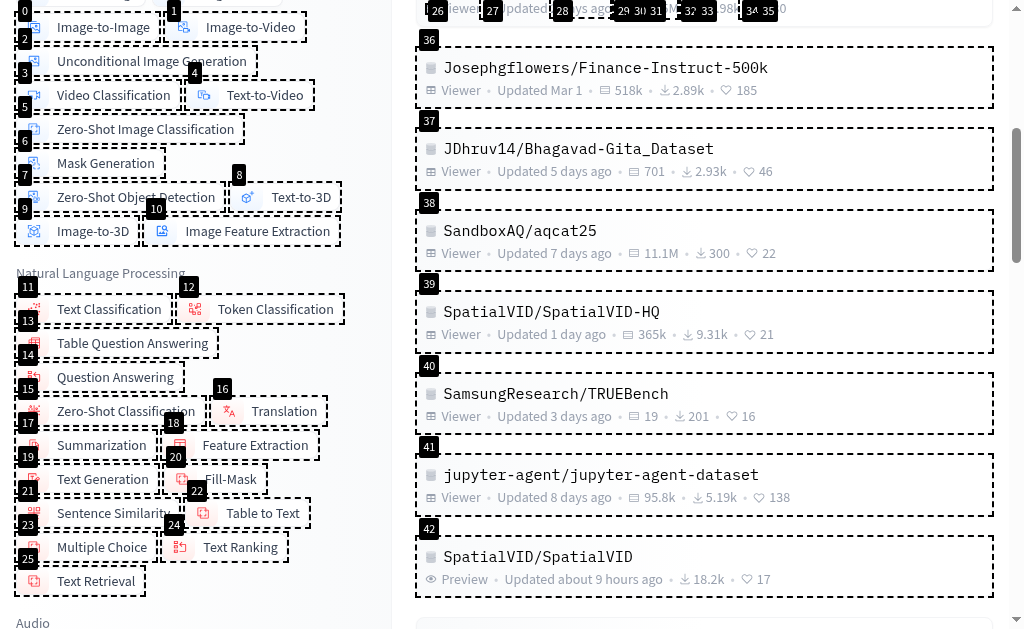 0
1
Image-to-Image
Image-to-Video
2
Unconditional Image Generation
3
4
Video Classification
Text-to-Video
5
Zero-Shot Image Classification
6
Mask Generation
7
8
Zero-Shot Object Detection
Text-to-3D
9
10
Image-to-3D
Image Feature Extraction
Natural Language Processing
11
12
Text Classification
Token Classification
13
Table Question Answering
14
Question Answering
15
16
Zero-Shot Classification
Translation
17
18
Summarization
Feature Extraction
19
20
Text Generation
Fill-Mask
21
22
Sentence Similarity
Table to Text
23
24
Multiple Choice
Text Ranking
25
Text Retrieval
Audio
26
27
28
29 30 31
32 33
34 35
36
Josephgflowers/Finance-Instruct-500k
Viewer • Updated Mar 1 • 518k • 2.89k • 185
37
JDhruv14/Bhagavad-Gita_Dataset
Viewer • Updated 5 days ago • 701 • 2.93k • 46
38
SandboxAQ/aqcat25
Viewer • Updated 7 days ago • 11.1M • 300 • 22
39
SpatialVID/SpatialVID-HQ
Viewer • Updated 1 day ago • 365k • 9.31k • 21
40
SamsungResearch/TRUEBench
Viewer • Updated 3 days ago • 19 • 201 • 16
41
jupyter-agent/jupyter-agent-dataset
Viewer • Updated 8 days ago • 95.8k • 5.19k • 138
42
SpatialVID/SpatialVID
Preview • Updated about 9 hours ago • 18.2k • 17